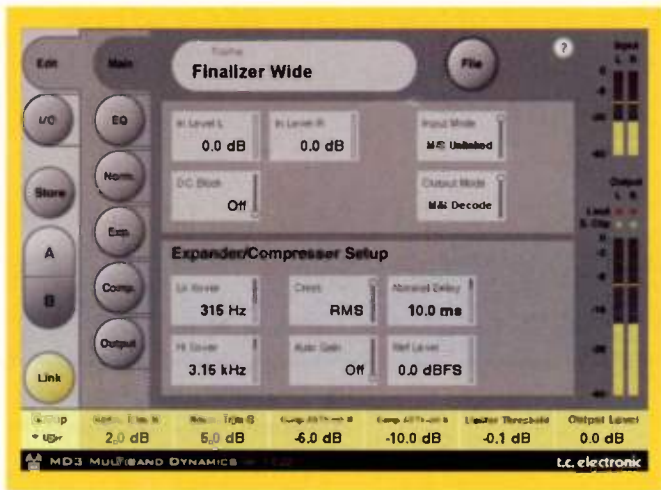 Edit
Main
Name
Finalizer Wide
File
?
Input
L R
I/O
EQ
In Level L
0.0 dB
In Level R
0.0 dB
Input Mode
M/S Unlinked
Norm.
DC Block
Off
Output Mode
M/S Decode
Store
Exp.
Output
L R
A
B
Expander/Compressor Setup
Comp.
Lo Xover
315 Hz
Crest
RMS
Nominal Delay
10.0 ms
Output
Hi Xover
3.15 kHz
Auto Gain
Off
Ref Level
0.0 dBFS
Link
User
2.0 dB
5.0 dB
-6.0 dB
-10.0 dB
Limiter Threshold
-0.1 dB
Output Level
0.0 dB
MD3 MULTIBAND DYNAMICS
t.c. electronic